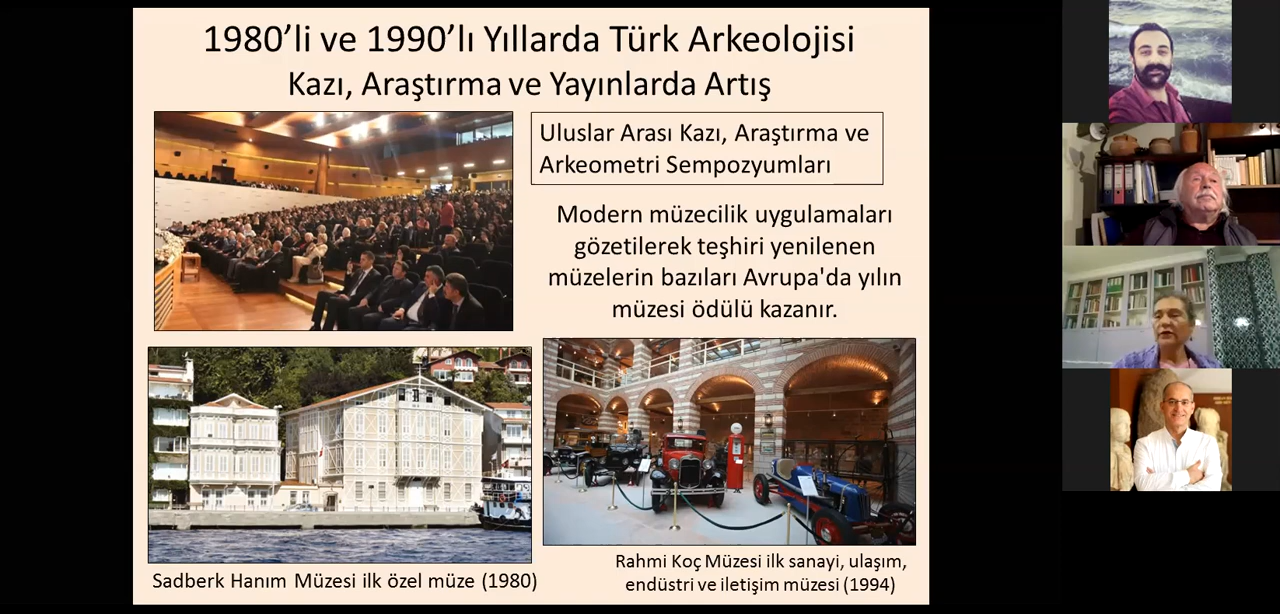 1980’li ve 1990’lı Yıllarda Türk Arkeolojisi
Kazı, Araştırma ve Yayınlarda Artış
Uluslar Arası Kazı, Araştırma ve
Arkeometri Sempozyumları
Modern müzecilik uygulamaları
gözetilerek teşhiri yenilenen
müzelerin bazıları Avrupa'da yılın
müzesi ödülü kazanır.
Sadberk Hanım Müzesi ilk özel müze (1980)
Rahmi Koç Müzesi ilk sanayi, ulaşım,
endüstri ve iletişim müzesi (1994)